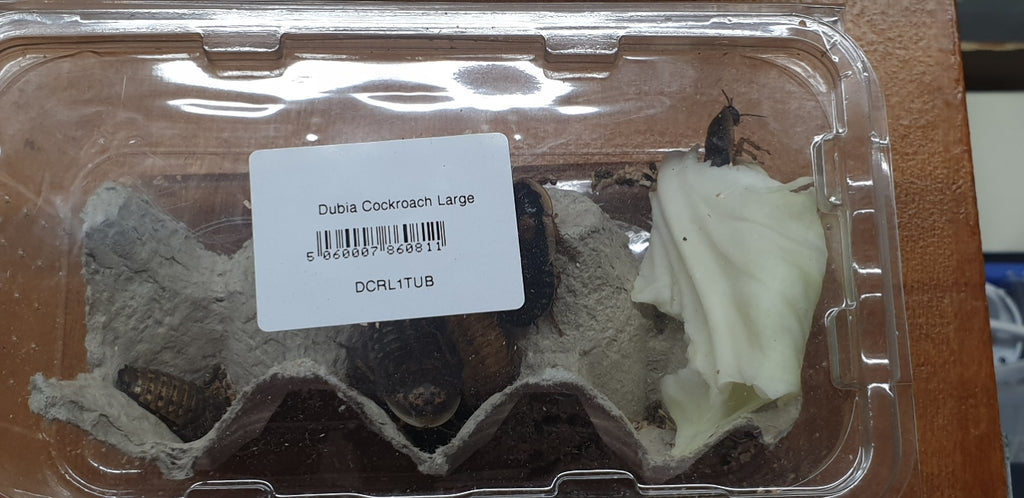 Dubia Cockroach Large
5 060007 860811
DCRL1TUB